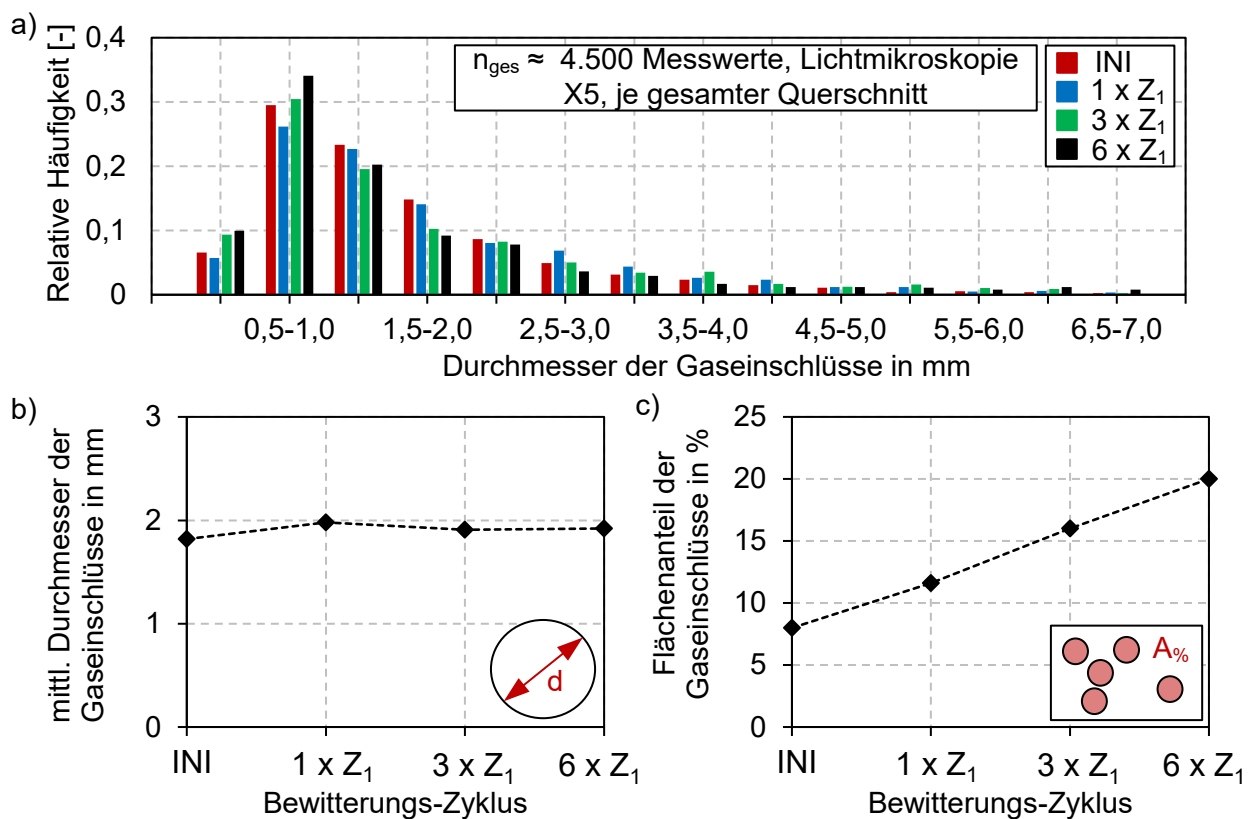 a)
Relative Häufigkeit [-]
0,4
0,3
0,2
0,1
0
n_ges ≈ 4.500 Messwerte, Lichtmikroskopie
X5, je gesamter Querschnitt
INI
1 x Z₁
3 x Z₁
6 x Z₁
0,5-1,0 1,5-2,0 2,5-3,0 3,5-4,0 4,5-5,0 5,5-6,0 6,5-7,0
Durchmesser der Gaseinschlüsse in mm
b)
mittl. Durchmesser der
Gaseinschlüsse in mm
3
2
1
0
d
INI 1 x Z₁ 3 x Z₁ 6 x Z₁
Bewitterungs-Zyklus
c)
Flächenanteil der
Gaseinschlüsse in %
25
20
15
10
5
0
A%
INI 1 x Z₁ 3 x Z₁ 6 x Z₁
Bewitterungs-Zyklus